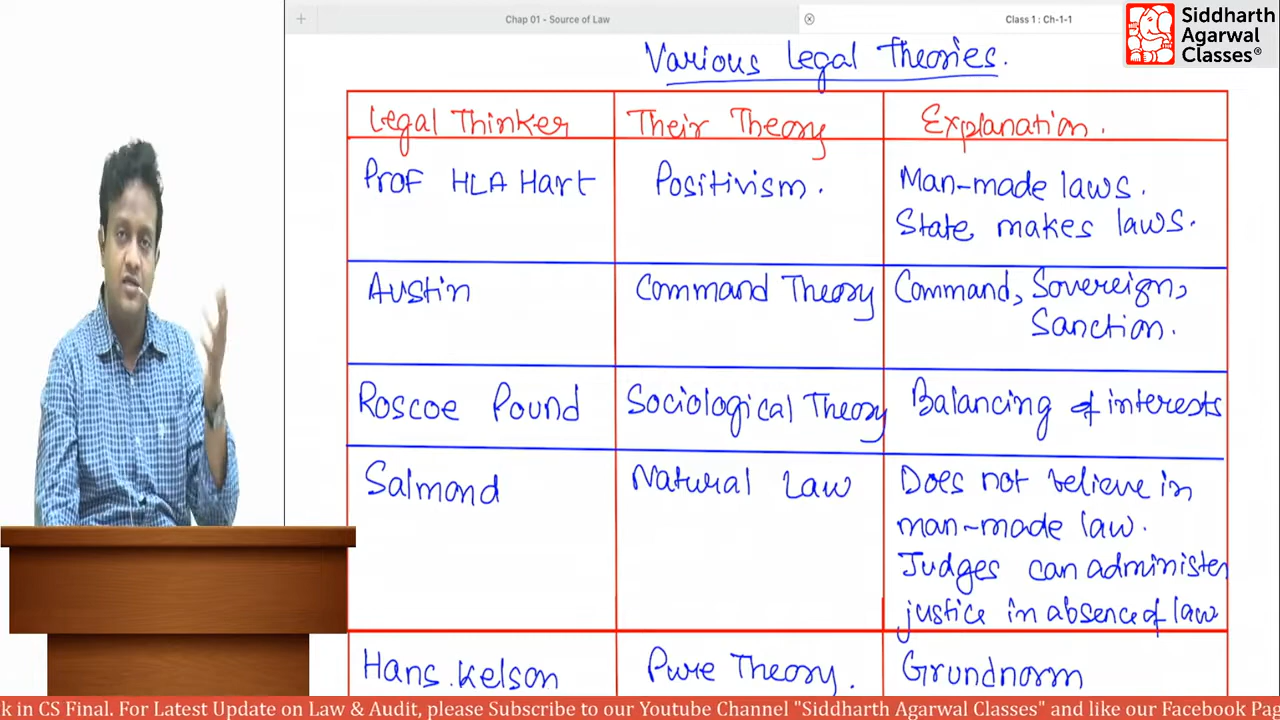 Chap 01 - Source of Law
Class 1 : Ch-1-1
Siddharth
Agarwal
Classes®
Various Legal Theories.
Legal Thinker
Their Theory
Explanation.
Prof HLA Hart
Positivism.
Man-made laws.
State makes laws.
Austin
Command Theory
Command, Sovereign,
Sanction.
Roscoe Pound
Sociological Theory
Balancing of interests
Salmond
Natural Law
Does not believe in
man-made law.
Judges can administer
justice in absence of law
Hans. Kelson
Pure Theory.
Grundnorm
k in CS Final. For Latest Update on Law & Audit, please Subscribe to our Youtube Channel "Siddharth Agarwal Classes" and like our Facebook Pag